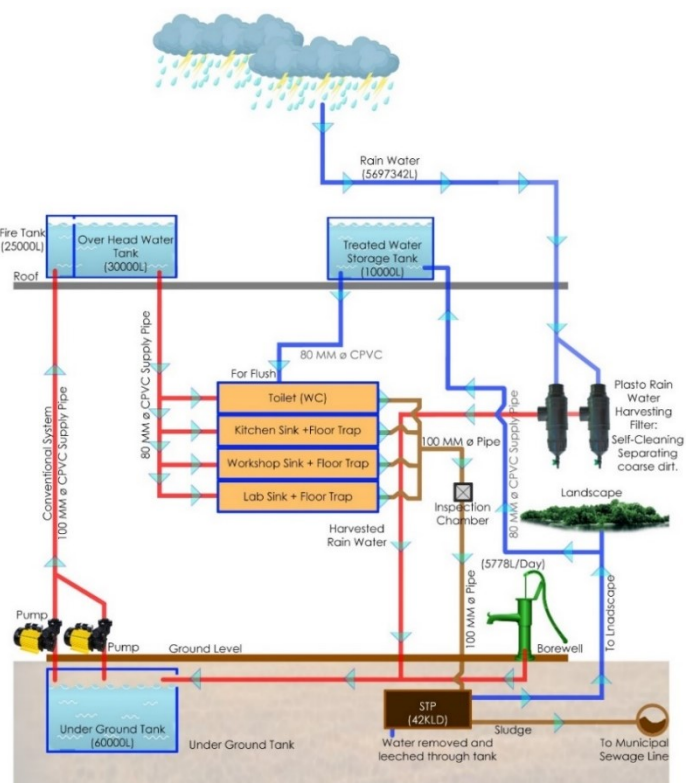 Rain Water
(5697342L)
Fire Tank
(25000L)
Over Head Water
Tank
(30000L)
Treated Water
Storage Tank
(10000L)
Roof
80 MM ø CPVC
For Flush
Toilet (WC)
Kitchen Sink +Floor Trap
Workshop Sink + Floor Trap
Lab Sink + Floor Trap
Conventional System
100 MM ø CPVC Supply Pipe
80 MM ø CPVC Supply Pipe
100 MM ø Pipe
Inspection
Chamber
Harvested
Rain Water
80 MM ø CPVC Supply Pipe
Plasto Rain
Water
Harvesting
Filter:
Self-Cleaning
Separating
coarse dirt.
Landscape
(5778L/Day)
100 MM ø Pipe
To Lnadscape
Pump
Pump
Ground Level
Borewell
Under Ground Tank
(60000L)
Under Ground Tank
STP
(42KLD)
Sludge
Water removed and
leeched through tank
To Municipal
Sewage Line